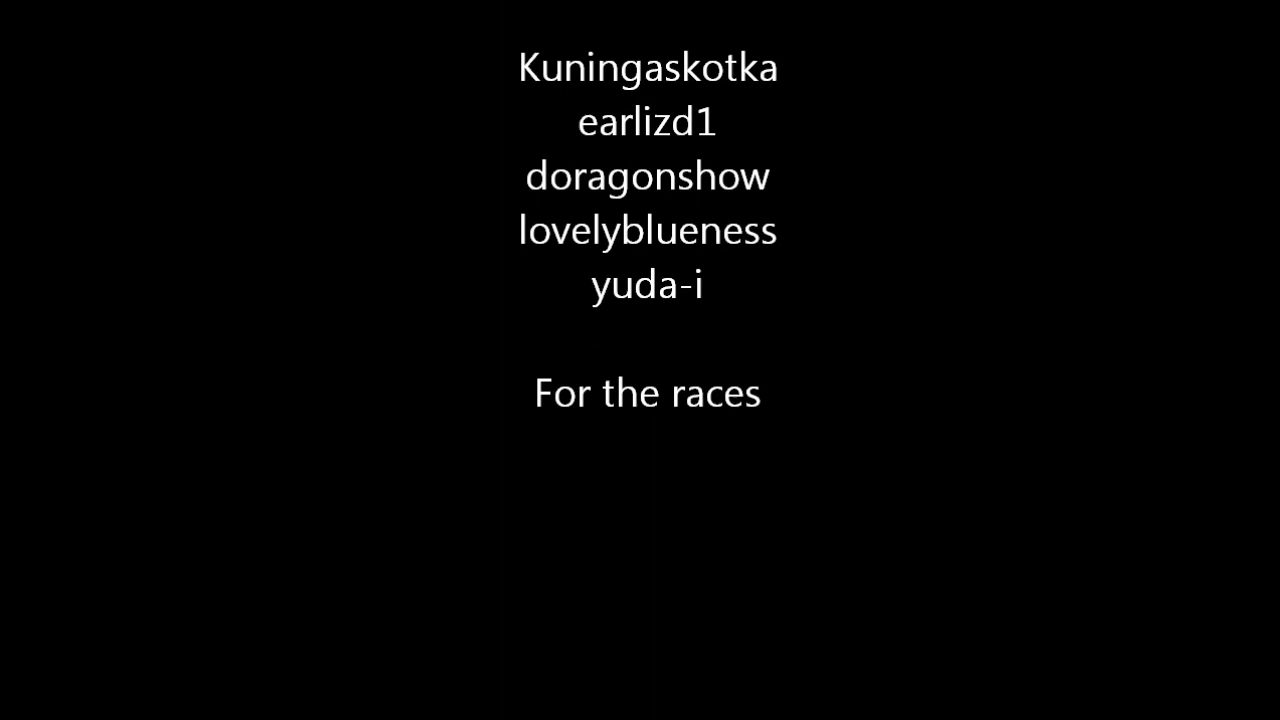 Kuningaskotka
earlizd1
doragonshow
lovelyblueness
yuda-i
For the races